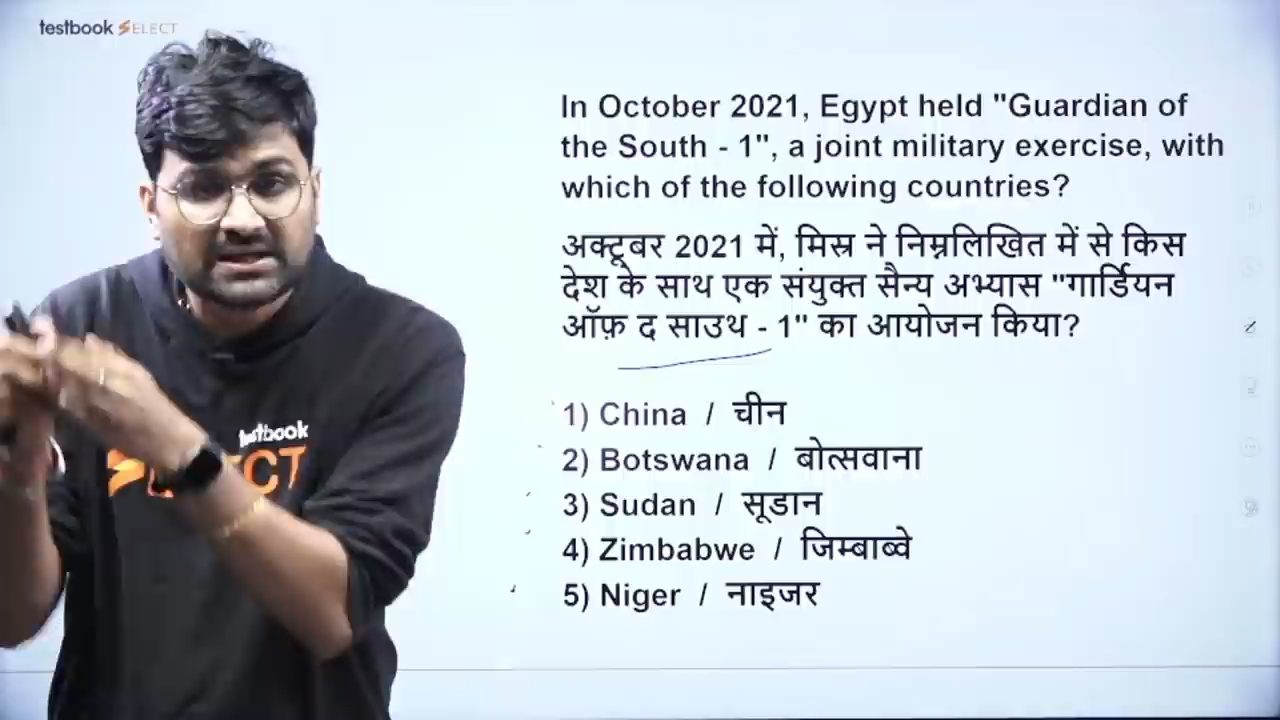 testbook SELECT
In October 2021, Egypt held "Guardian of
the South - 1", a joint military exercise, with
which of the following countries?
अक्टूबर 2021 में, मिस्र ने निम्नलिखित में से किस
देश के साथ एक संयुक्त सैन्य अभ्यास "गार्डियन
ऑफ़ द साउथ - 1" का आयोजन किया?
1) China / चीन
2) Botswana / बोत्सवाना
3) Sudan / सूडान
4) Zimbabwe / जिम्बाब्वे
5) Niger / नाइजर
testbook